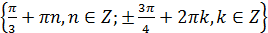 {π/3 + πn, n ∈ Z; ± 3π/4 + 2πk, k ∈ Z}